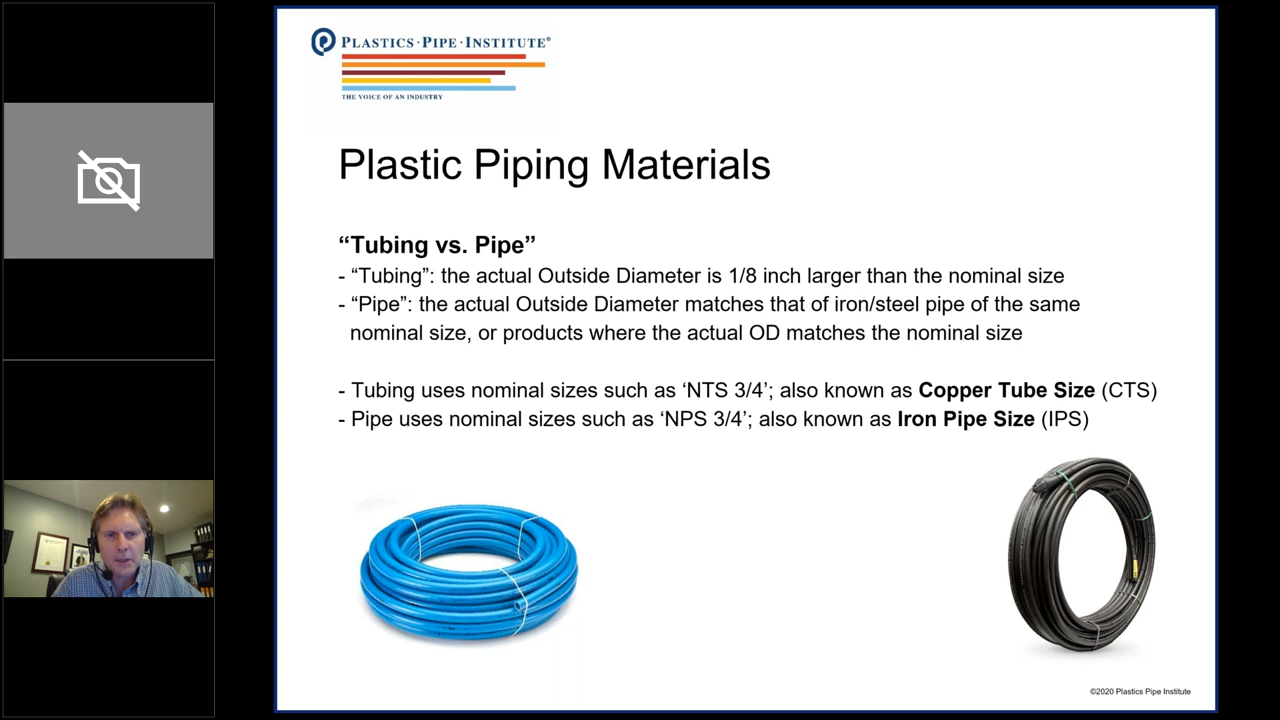 PLASTICS·PIPE·INSTITUTE®
THE VOICE OF AN INDUSTRY
Plastic Piping Materials
“Tubing vs. Pipe”
- “Tubing”: the actual Outside Diameter is 1/8 inch larger than the nominal size
- “Pipe”: the actual Outside Diameter matches that of iron/steel pipe of the same
nominal size, or products where the actual OD matches the nominal size
- Tubing uses nominal sizes such as ‘NTS 3/4’; also known as Copper Tube Size (CTS)
- Pipe uses nominal sizes such as ‘NPS 3/4’; also known as Iron Pipe Size (IPS)
©2020 Plastics Pipe Institute